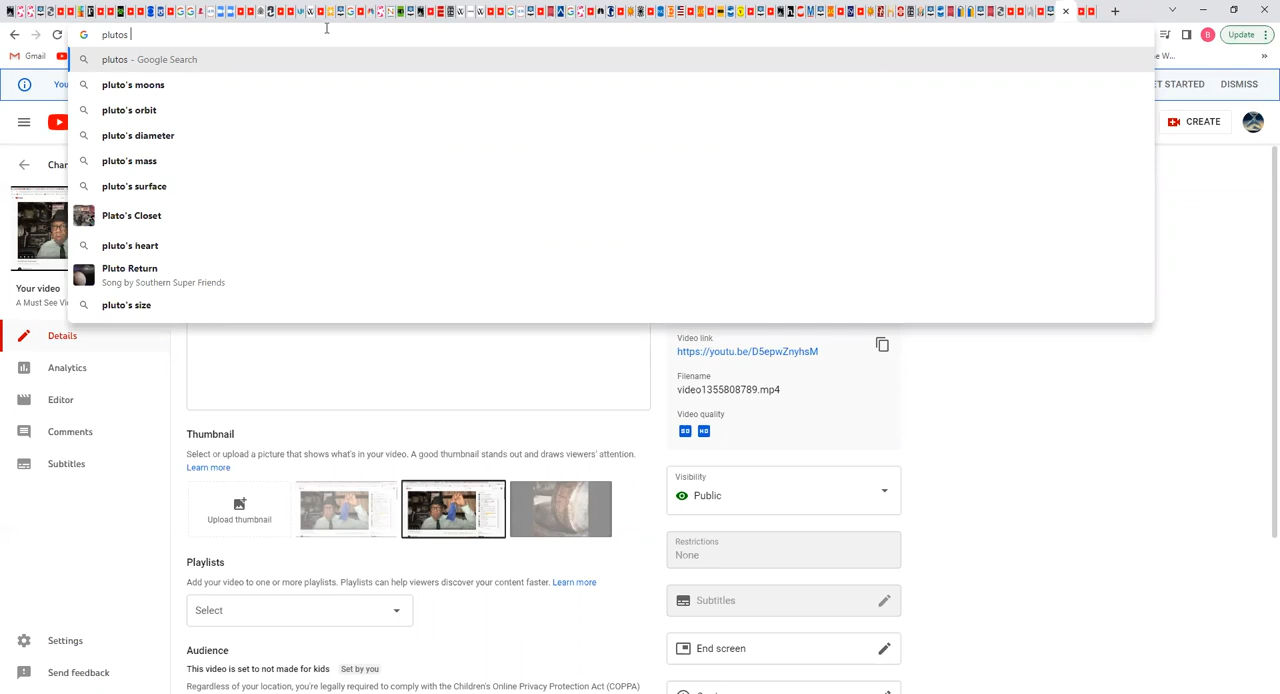 plutos
Update
Gmail
e W...
»
plutos - Google Search
pluto's moons
pluto's orbit
pluto's diameter
pluto's mass
pluto's surface
Plato's Closet
pluto's heart
Pluto Return
Song by Southern Super Friends
pluto's size
You
T STARTED
DISMISS
CREATE
Chan
Your video
A Must See Vi
Details
Analytics
Editor
Comments
Subtitles
Settings
Send feedback
Video link
https://youtu.be/D5epwZnyhsM
Filename
video1355808789.mp4
Video quality
SD HD
Thumbnail
Select or upload a picture that shows what's in your video. A good thumbnail stands out and draws viewers' attention.
Learn more
Upload thumbnail
Playlists
Add your video to one or more playlists. Playlists can help viewers discover your content faster. Learn more
Select
Audience
This video is set to not made for kids Set by you
Regardless of your location, you're legally required to comply with the Children's Online Privacy Protection Act (COPPA)
Visibility
Public
Restrictions
None
Subtitles
End screen